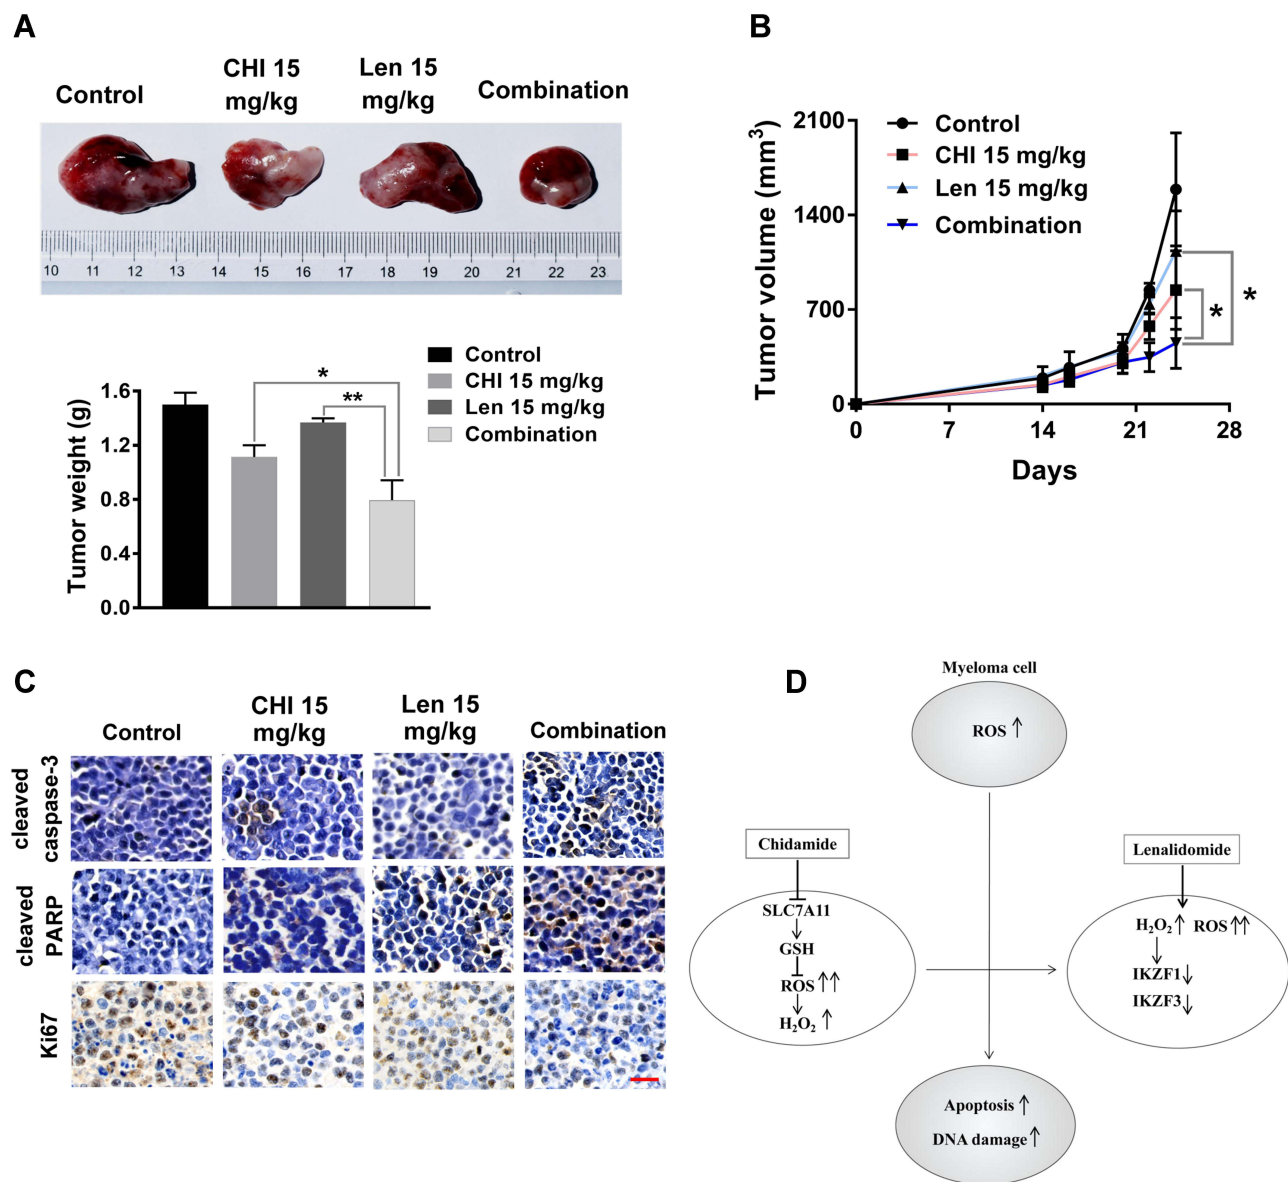 A
Control
CHI 15
mg/kg
Len 15
mg/kg
Combination
10 11 12 13 14 15 16 17 18 19 20 21 22 23
Control
CHI 15 mg/kg
Len 15 mg/kg
Combination
Tumor weight (g)
1.6
1.2
0.8
0.4
0.0
*
**
B
Tumor volume (mm³)
2100
1400
700
0
Control
CHI 15 mg/kg
Len 15 mg/kg
Combination
*
*
0 7 14 21 28
Days
C
Control
CHI 15
mg/kg
Len 15
mg/kg
Combination
cleaved
caspase-3
cleaved
PARP
Ki67
D
Myeloma cell
ROS ↑
Chidamide
SLC7A11
GSH
ROS ↑↑
H₂O₂ ↑
Lenalidomide
H₂O₂ ↑ ROS ↑↑
IKZF1 ↓
IKZF3 ↓
Apoptosis ↑
DNA damage ↑